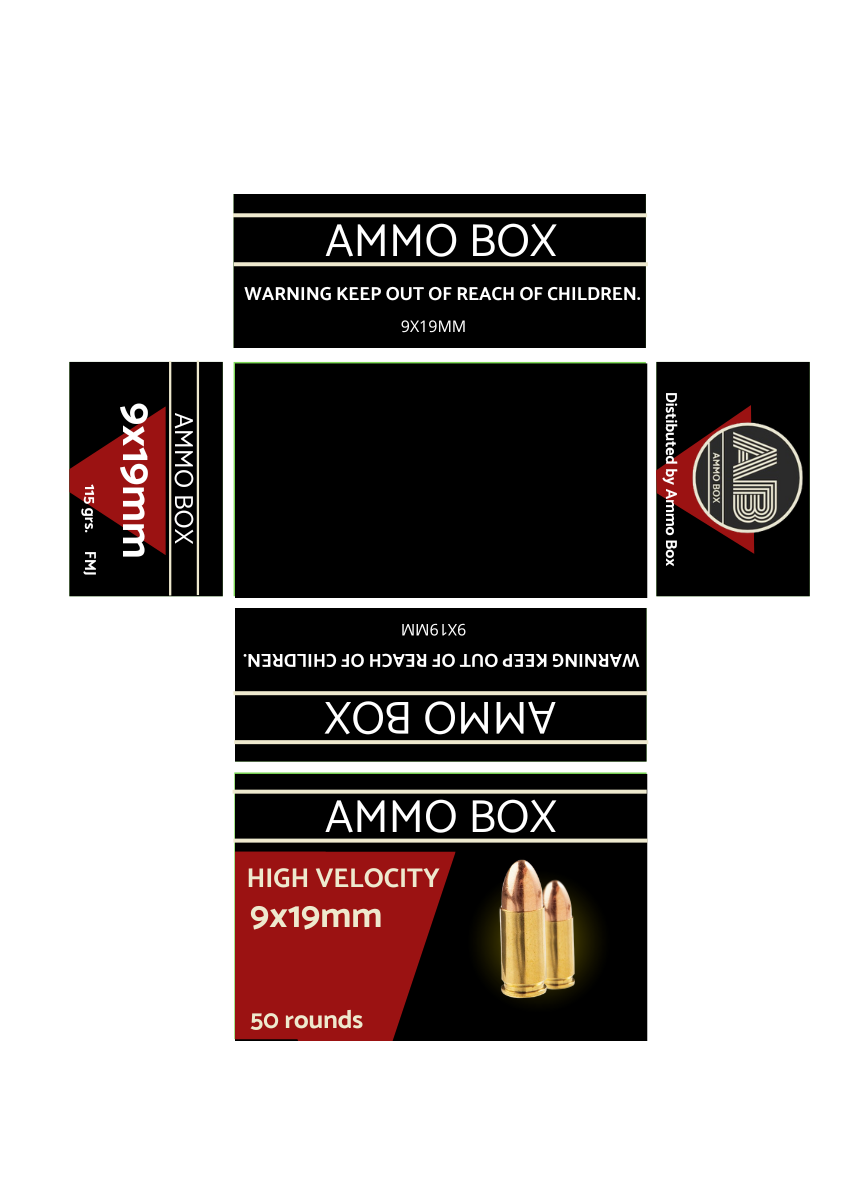 AMMO BOX
WARNING KEEP OUT OF REACH OF CHILDREN.
9X19MM
AMMO BOX
9x19mm
115 grs. FMJ
AB
AMMO BOX
Distibuted by Ammo Box
9X19MM
WARNING KEEP OUT OF REACH OF CHILDREN.
AMMO BOX
AMMO BOX
HIGH VELOCITY
9x19mm
50 rounds